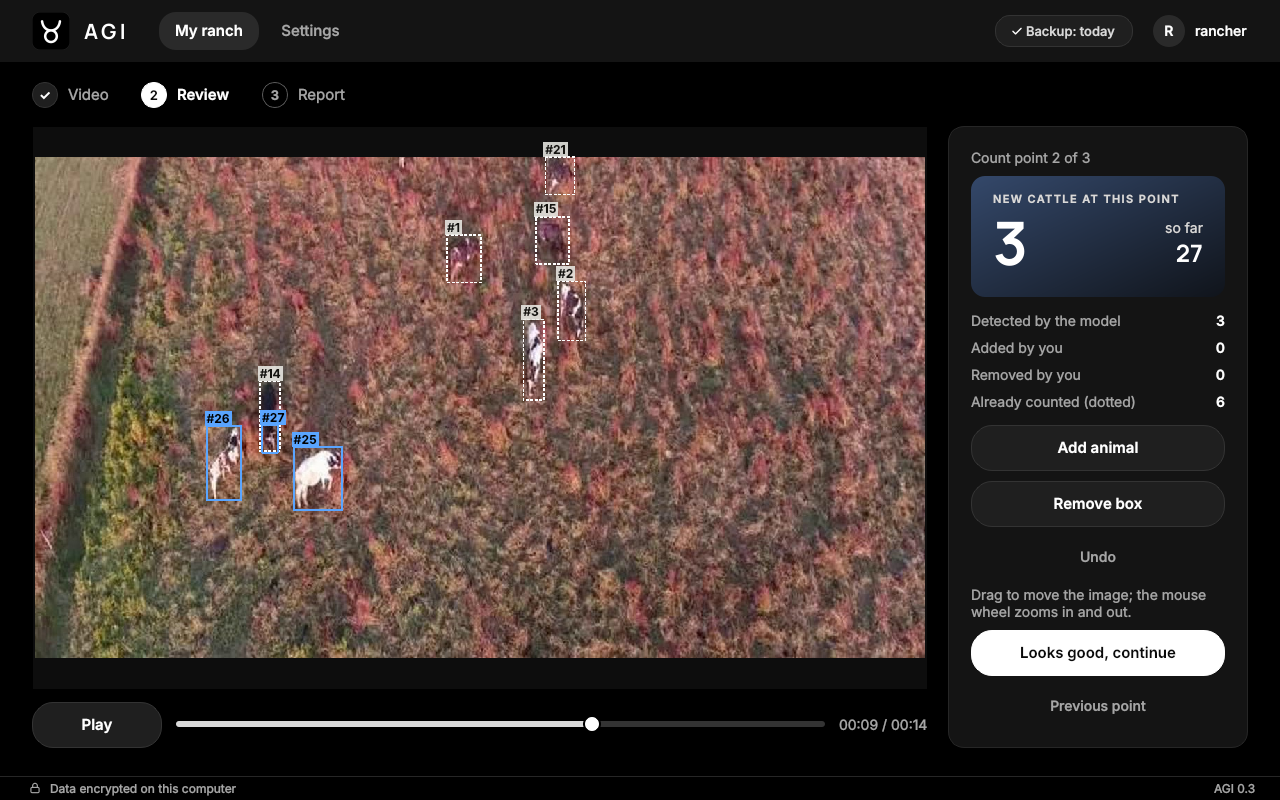 AGI
My ranch
Settings
Backup: today
R
rancher
Video
2
Review
3
Report
#21
#15
#1
#2
#3
#14
#26
#27
#25
Play
00:09 / 00:14
Count point 2 of 3
NEW CATTLE AT THIS POINT
3
so far
27
Detected by the model 3
Added by you 0
Removed by you 0
Already counted (dotted) 6
Add animal
Remove box
Undo
Drag to move the image; the mouse
wheel zooms in and out.
Looks good, continue
Previous point
Data encrypted on this computer
AGI 0.3